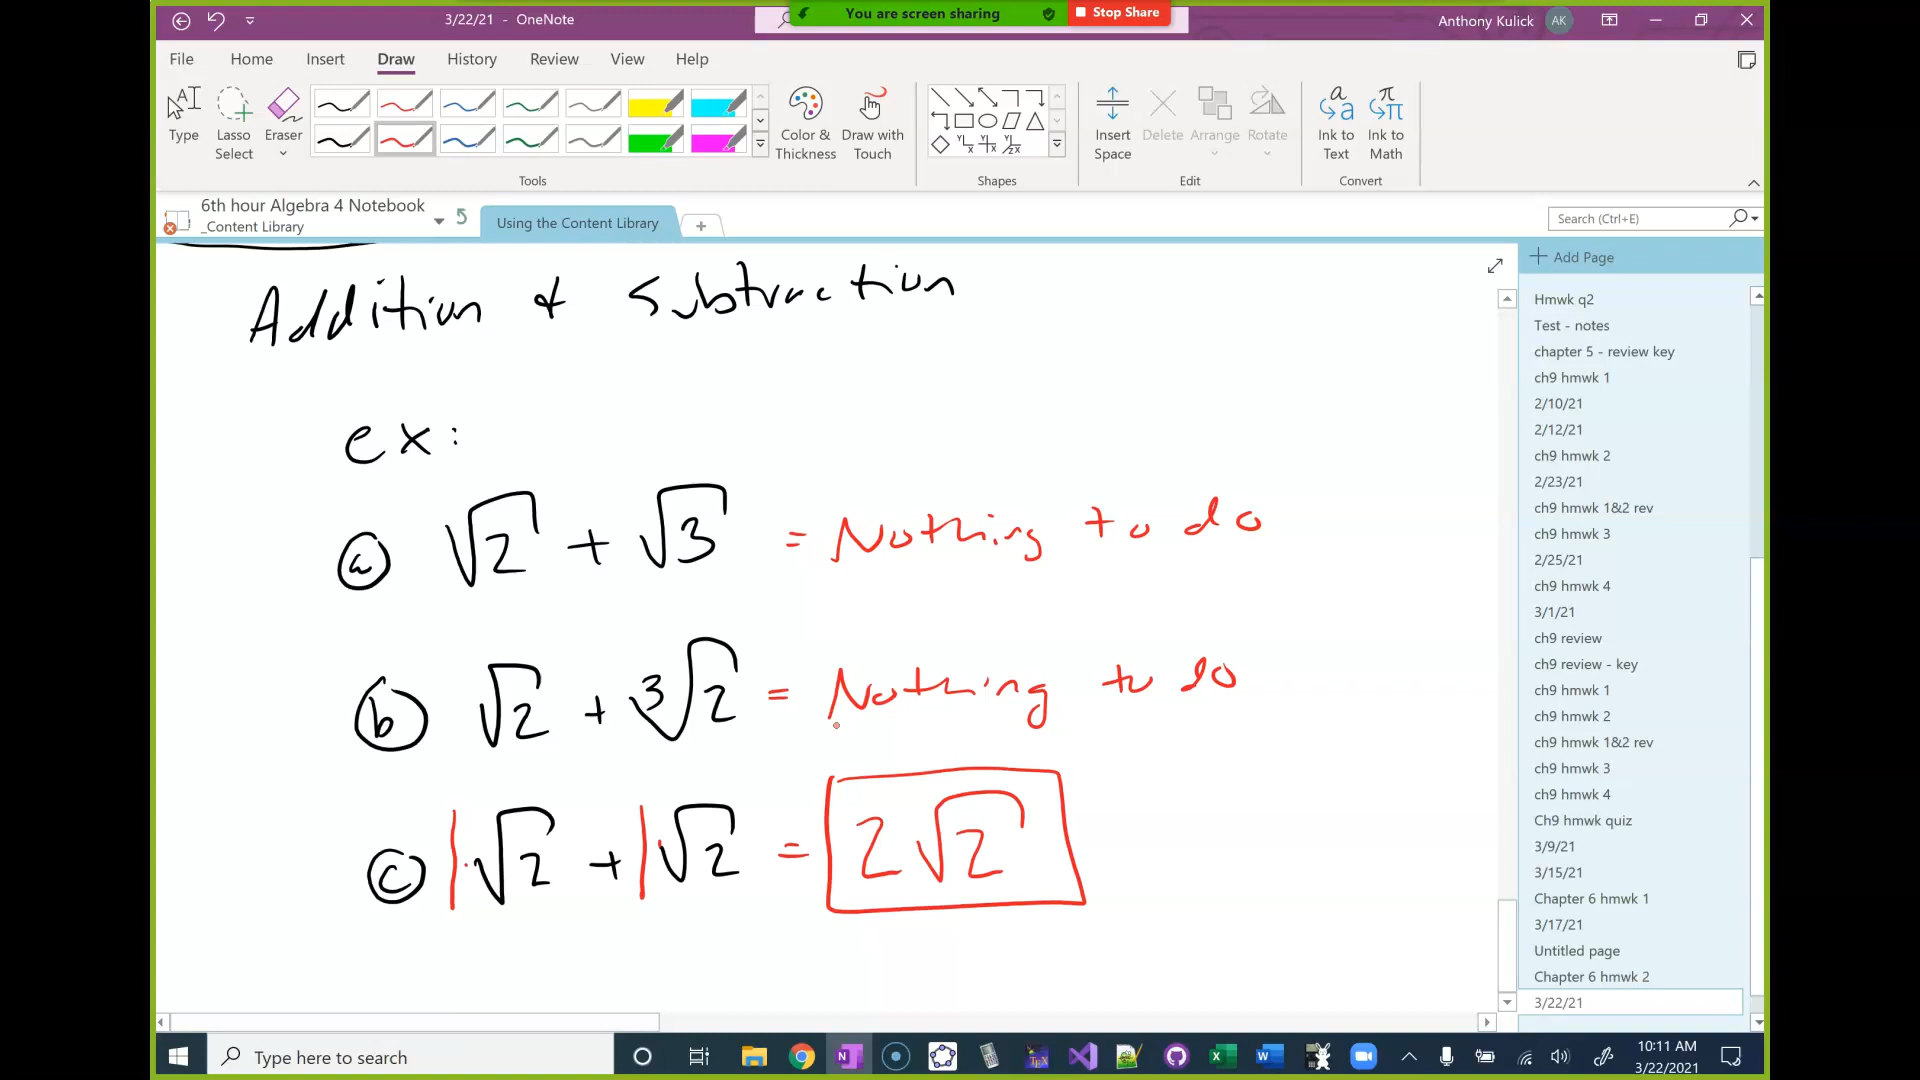 3/22/21 - OneNote
You are screen sharing
Stop Share
Anthony Kulick
AK
File Home Insert Draw History Review View Help
Type
Lasso Select
Eraser
Color & Thickness
Draw with Touch
Insert Space
Delete
Arrange
Rotate
Ink to Text
Ink to Math
Tools
Shapes
Edit
Convert
6th hour Algebra 4 Notebook
_Content Library
Using the Content Library
Search (Ctrl+E)
Addition & Subtraction
ex:
ⓐ √2 + √3 = Nothing to do
ⓑ √2 + ³√2 = Nothing to do
ⓒ 1·√2 + 1·√2 = 2√2
Add Page
Hmwk q2
Test - notes
chapter 5 - review key
ch9 hmwk 1
2/10/21
2/12/21
ch9 hmwk 2
2/23/21
ch9 hmwk 1&2 rev
ch9 hmwk 3
2/25/21
ch9 hmwk 4
3/1/21
ch9 review
ch9 review - key
ch9 hmwk 1
ch9 hmwk 2
ch9 hmwk 1&2 rev
ch9 hmwk 3
ch9 hmwk 4
Ch9 hmwk quiz
3/9/21
3/15/21
Chapter 6 hmwk 1
3/17/21
Untitled page
Chapter 6 hmwk 2
3/22/21
Type here to search
10:11 AM
3/22/2021